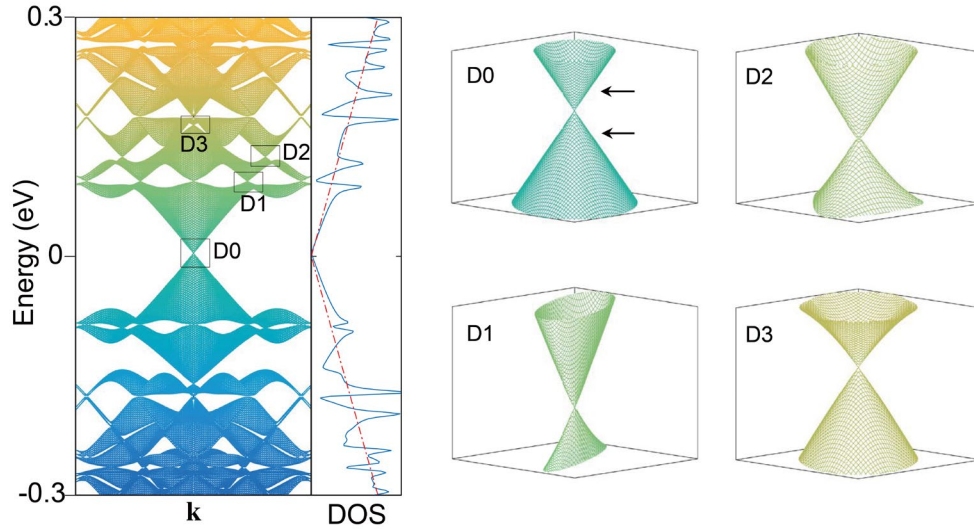 0.3
D0
D2
D3
D2
D1
Energy (eV)
0
D0
D1
D3
-0.3
k
DOS